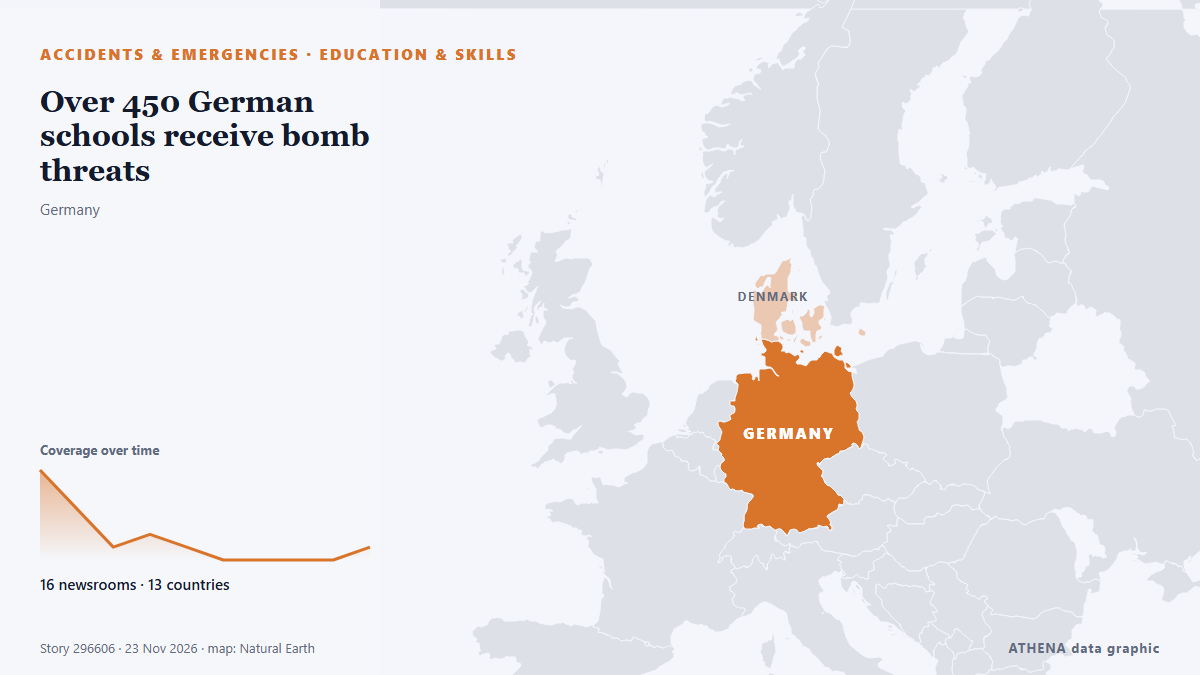 ACCIDENTS & EMERGENCIES · EDUCATION & SKILLS
Over 450 German
schools receive bomb
threats
Germany
DENMARK
GERMANY
Coverage over time
16 newsrooms · 13 countries
Story 296606 · 23 Nov 2026 · map: Natural Earth
ATHENA data graphic